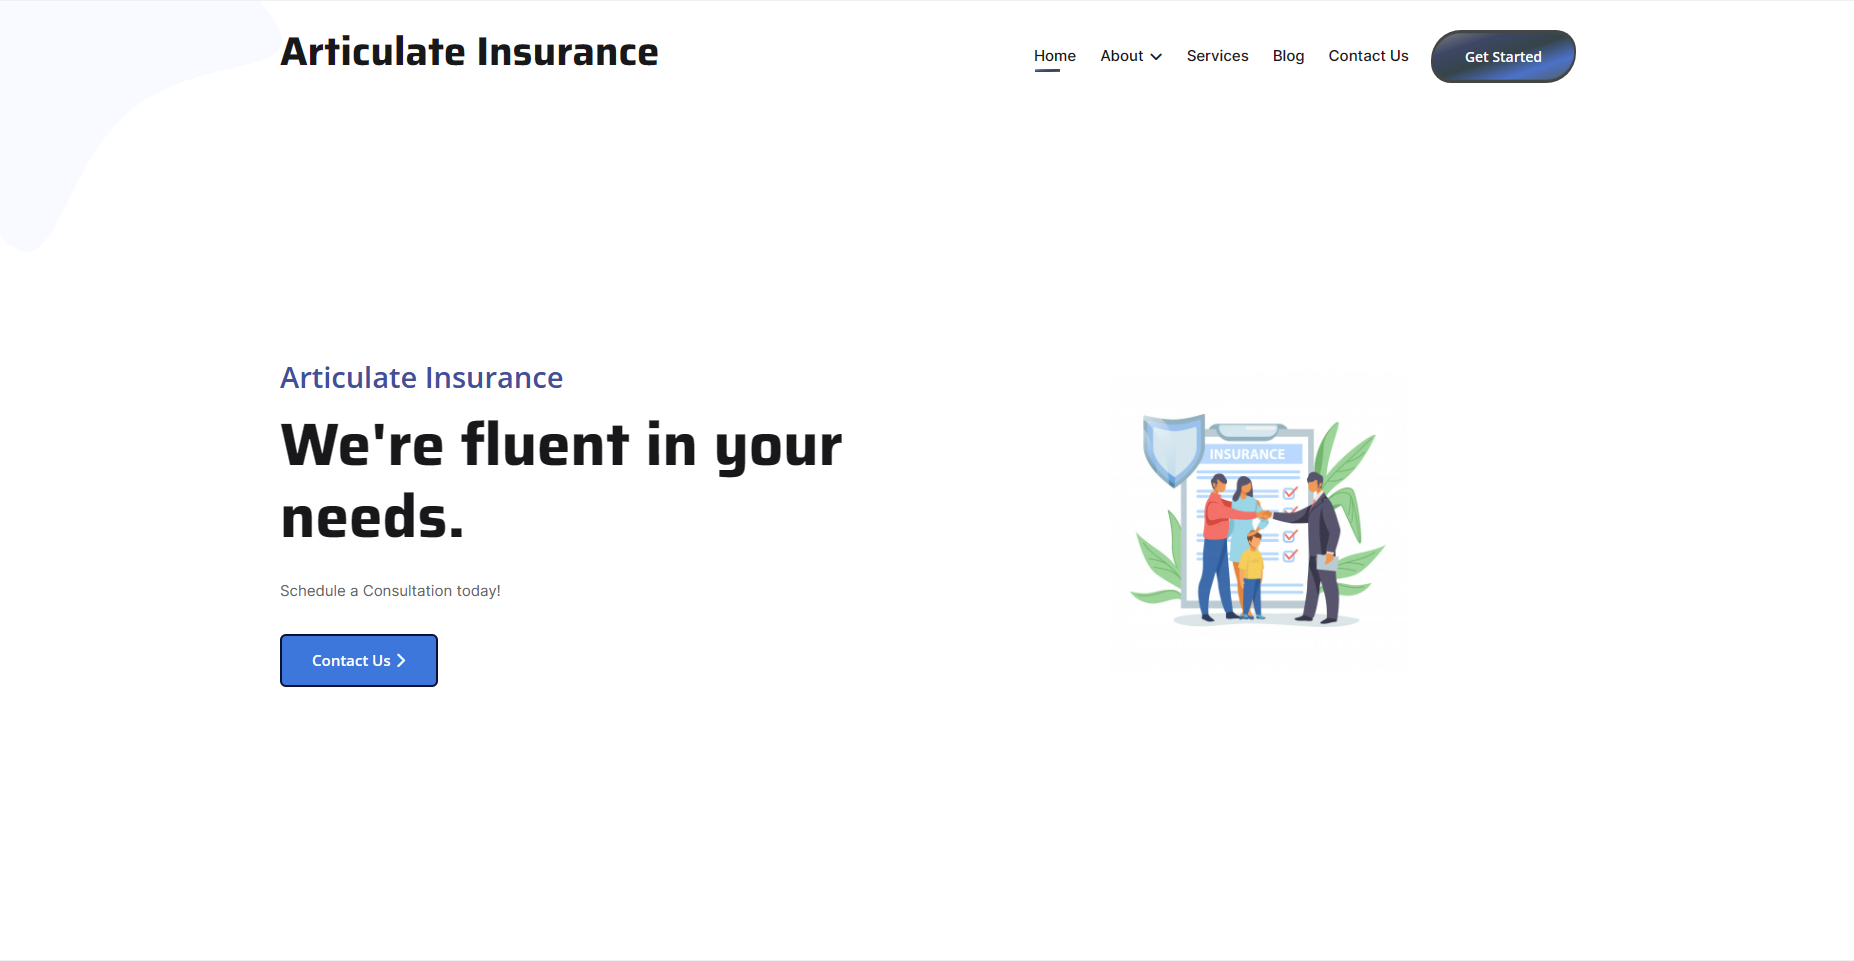 Articulate Insurance
Home About Services Blog Contact Us Get Started
Articulate Insurance
We're fluent in your
needs.
INSURANCE
Schedule a Consultation today!
Contact Us